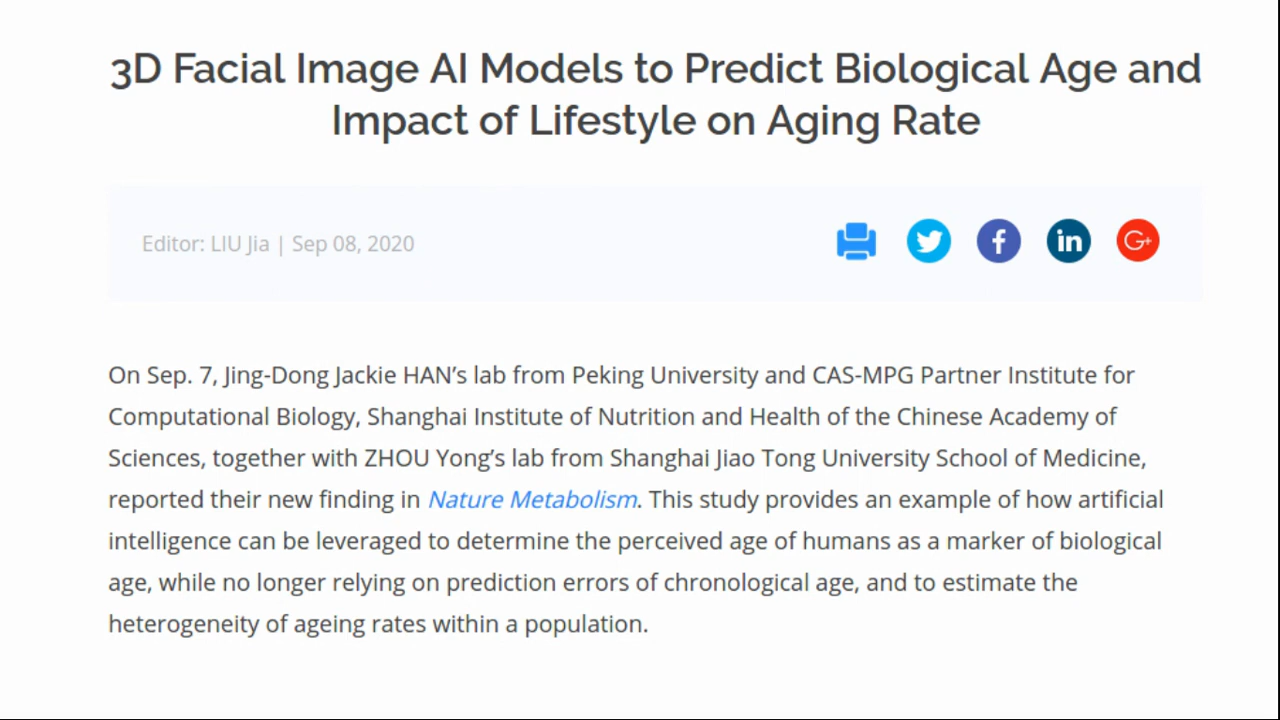 3D Facial Image AI Models to Predict Biological Age and
Impact of Lifestyle on Aging Rate
Editor: LIU Jia | Sep 08, 2020
f
in
G+
On Sep. 7, Jing-Dong Jackie HAN’s lab from Peking University and CAS-MPG Partner Institute for
Computational Biology, Shanghai Institute of Nutrition and Health of the Chinese Academy of
Sciences, together with ZHOU Yong’s lab from Shanghai Jiao Tong University School of Medicine,
reported their new finding in Nature Metabolism. This study provides an example of how artificial
intelligence can be leveraged to determine the perceived age of humans as a marker of biological
age, while no longer relying on prediction errors of chronological age, and to estimate the
heterogeneity of ageing rates within a population.